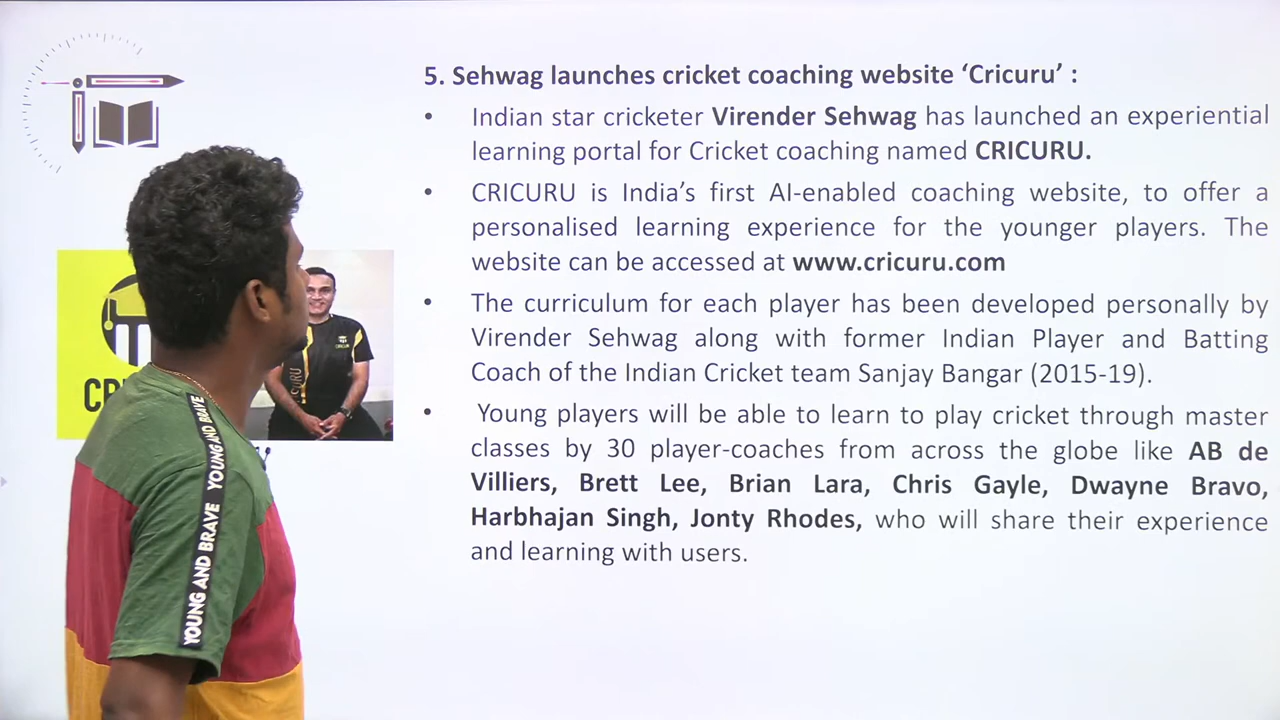 5. Sehwag launches cricket coaching website ‘Cricuru’ :
• Indian star cricketer Virender Sehwag has launched an experiential
learning portal for Cricket coaching named CRICURU.
• CRICURU is India’s first AI-enabled coaching website, to offer a
personalised learning experience for the younger players. The
website can be accessed at www.cricuru.com
• The curriculum for each player has been developed personally by
Virender Sehwag along with former Indian Player and Batting
Coach of the Indian Cricket team Sanjay Bangar (2015-19).
• Young players will be able to learn to play cricket through master
classes by 30 player-coaches from across the globe like AB de
Villiers, Brett Lee, Brian Lara, Chris Gayle, Dwayne Bravo,
Harbhajan Singh, Jonty Rhodes, who will share their experience
and learning with users.
YOUNG AND BRAVE YOUNG AND BRAVE